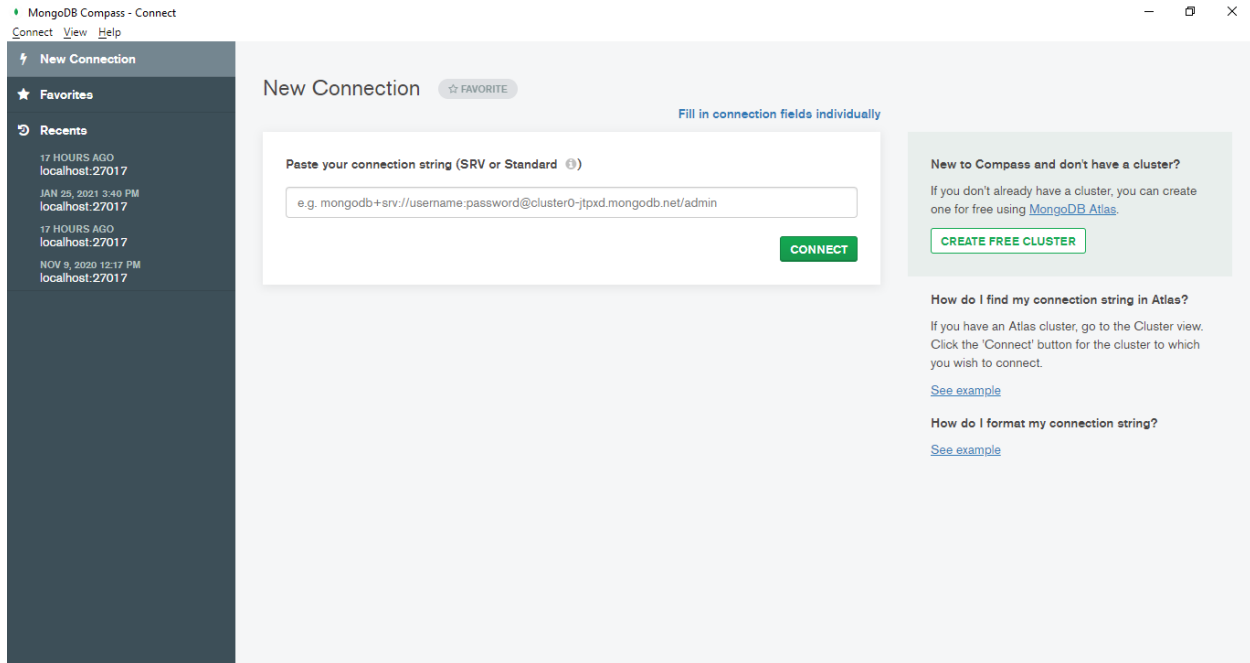 MongoDB Compass - Connect
Connect View Help
New Connection
Favorites
Recents
17 HOURS AGO
localhost:27017
JAN 25, 2021 3:40 PM
localhost:27017
17 HOURS AGO
localhost:27017
NOV 9, 2020 12:17 PM
localhost:27017
New Connection
FAVORITE
Fill in connection fields individually
Paste your connection string (SRV or Standard )
e.g. mongodb+srv://username:password@cluster0-jtpxd.mongodb.net/admin
CONNECT
New to Compass and don't have a cluster?
If you don't already have a cluster, you can create
one for free using MongoDB Atlas.
CREATE FREE CLUSTER
How do I find my connection string in Atlas?
If you have an Atlas cluster, go to the Cluster view.
Click the 'Connect' button for the cluster to which
you wish to connect.
See example
How do I format my connection string?
See example